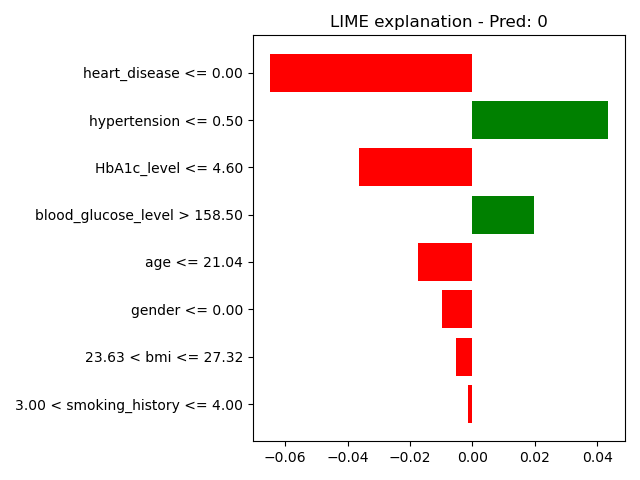 LIME explanation - Pred: 0
heart_disease <= 0.00
hypertension <= 0.50
HbA1c_level <= 4.60
blood_glucose_level > 158.50
age <= 21.04
gender <= 0.00
23.63 < bmi <= 27.32
3.00 < smoking_history <= 4.00
−0.06 −0.04 −0.02 0.00 0.02 0.04